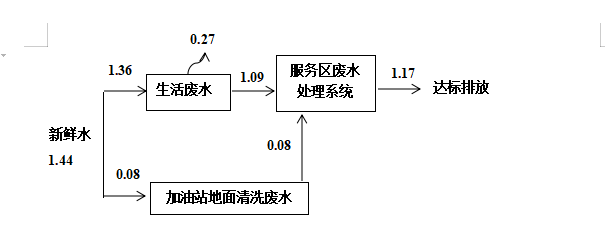 0.27
1.36
1.09
1.17
生活废水
服务区废水
处理系统
达标排放
新鲜水
1.44
0.08
0.08
加油站地面清洗废水